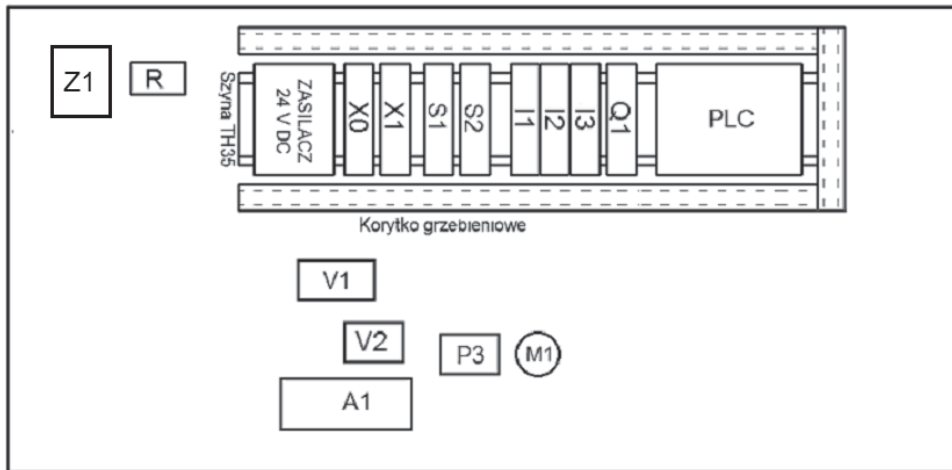 Z1
R
Szyna TH35
ZASILACZ
24 V DC
X0
X1
S1
S2
I1
I2
I3
Q1
PLC
Korytko grzebieniowe
V1
V2
P3
M1
A1